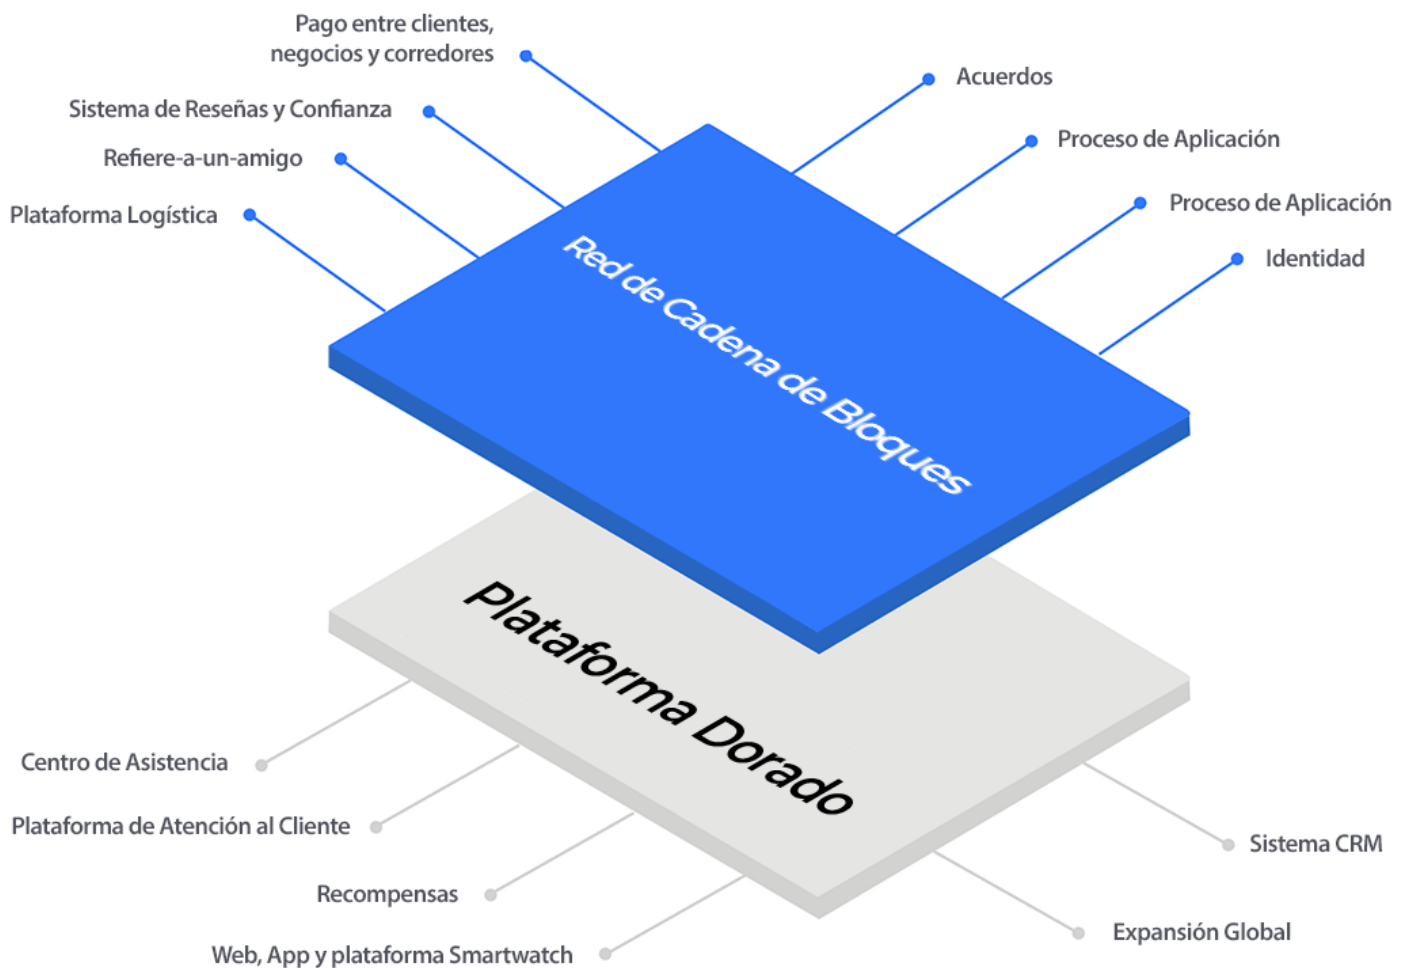 Pago entre clientes,
negocios y corredores
Sistema de Reseñas y Confianza
Refiere-a-un-amigo
Plataforma Logística
Acuerdos
Proceso de Aplicación
Proceso de Aplicación
Identidad
Red de Cadena de Bloques
Plataforma Dorado
Centro de Asistencia
Plataforma de Atención al Cliente
Recompensas
Web, App y plataforma Smartwatch
Sistema CRM
Expansión Global